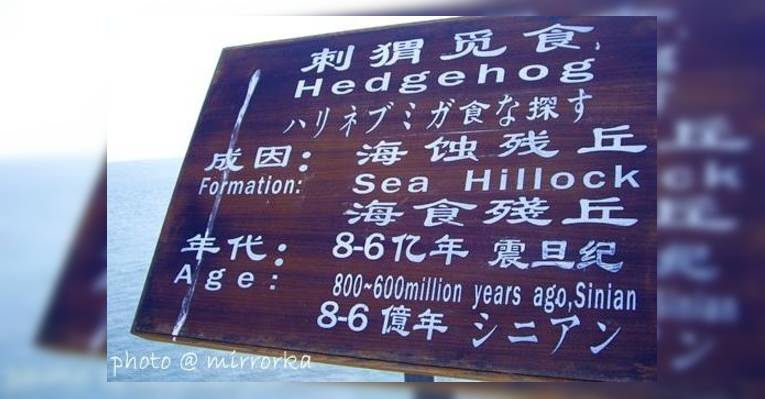 刺猬觅食
Hedgehog
ハリネブミガ食な探す
成因： 海蚀残丘
Formation: Sea Hillock
海食殘丘
年代： 8-6亿年 震旦纪
Age: 800~600million years ago,Sinian
8-6億年 シニアン
photo @ mirrorka